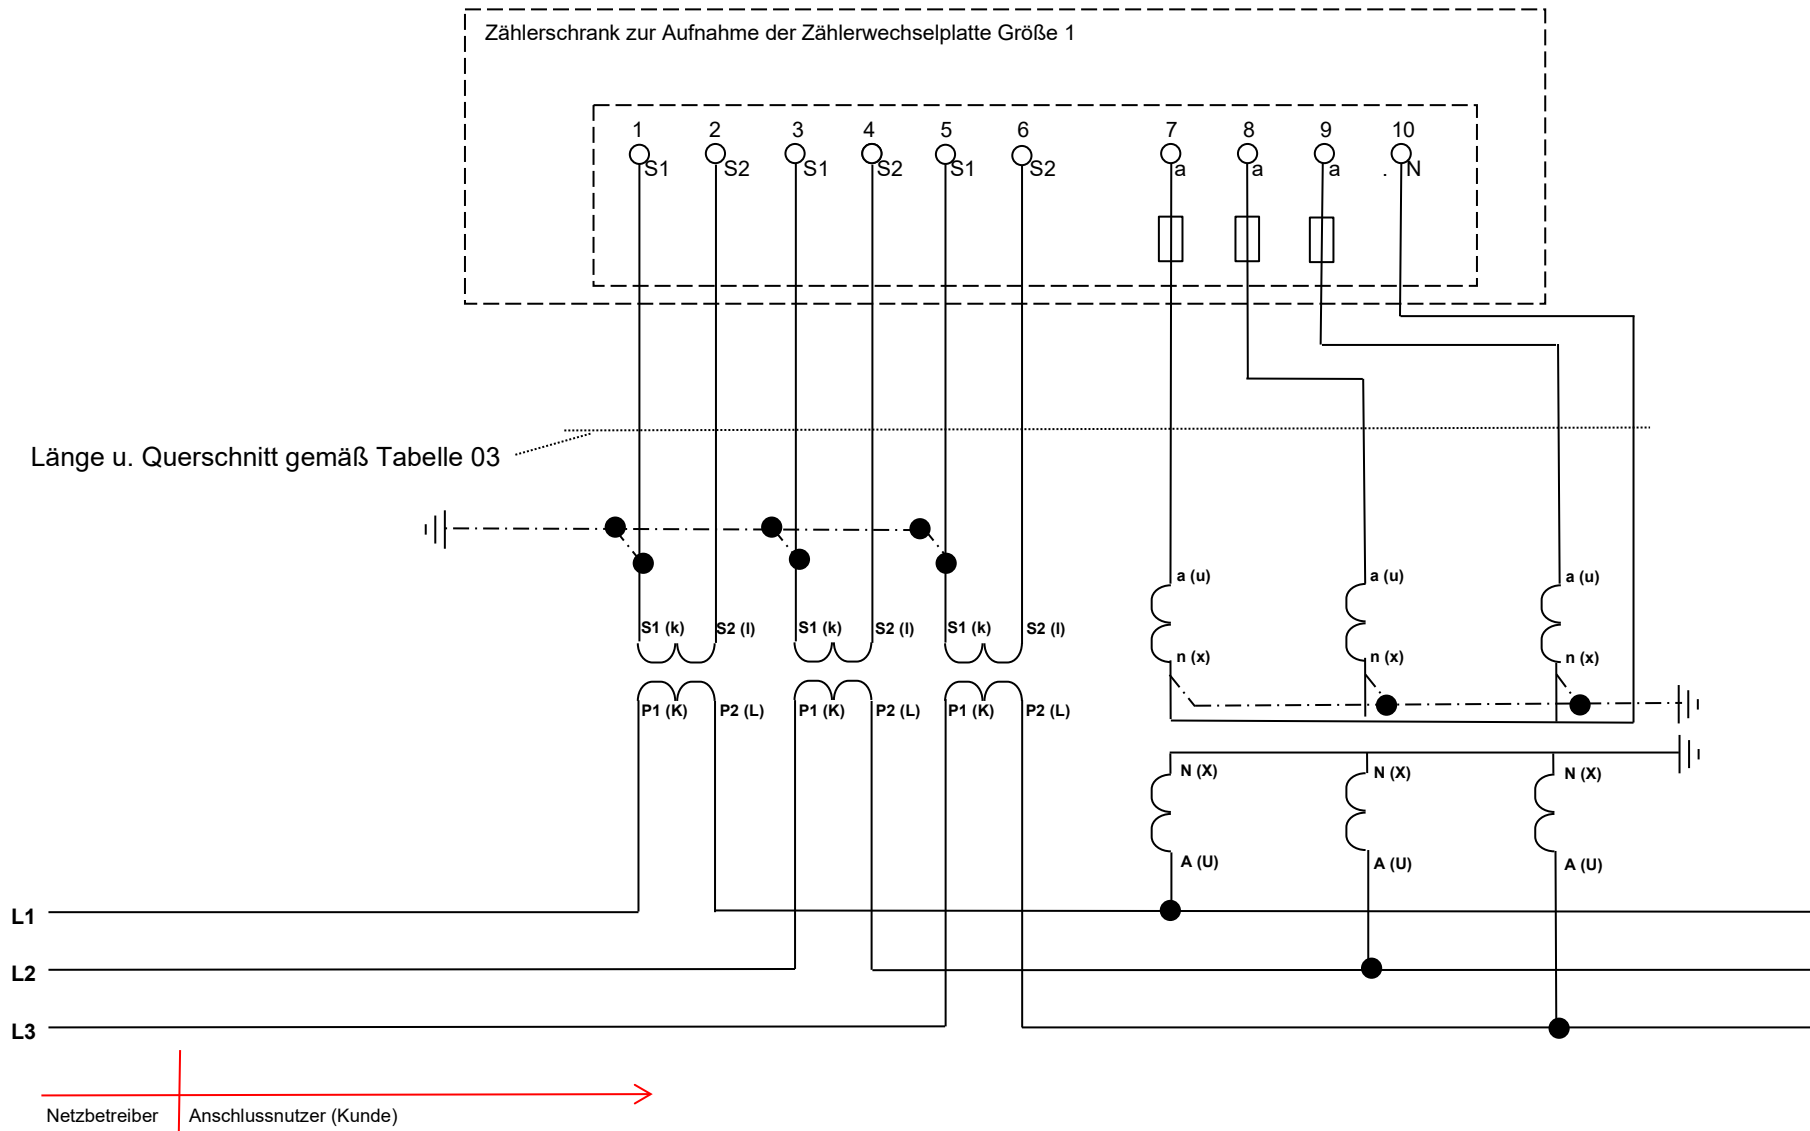 Zählerschrank zur Aufnahme der Zählerwechselplatte Größe 1
1 2 3 4 5 6 7 8 9 10
S1 S2 S1 S2 S1 S2 a a a . N
Länge u. Querschnitt gemäß Tabelle 03
a (u) a (u) a (u)
S1 (k) S2 (l) S1 (k) S2 (l) S1 (k) S2 (l)
n (x) n (x) n (x)
P1 (K) P2 (L) P1 (K) P2 (L) P1 (K) P2 (L)
N (X) N (X) N (X)
A (U) A (U) A (U)
L1
L2
L3
Netzbetreiber Anschlussnutzer (Kunde)